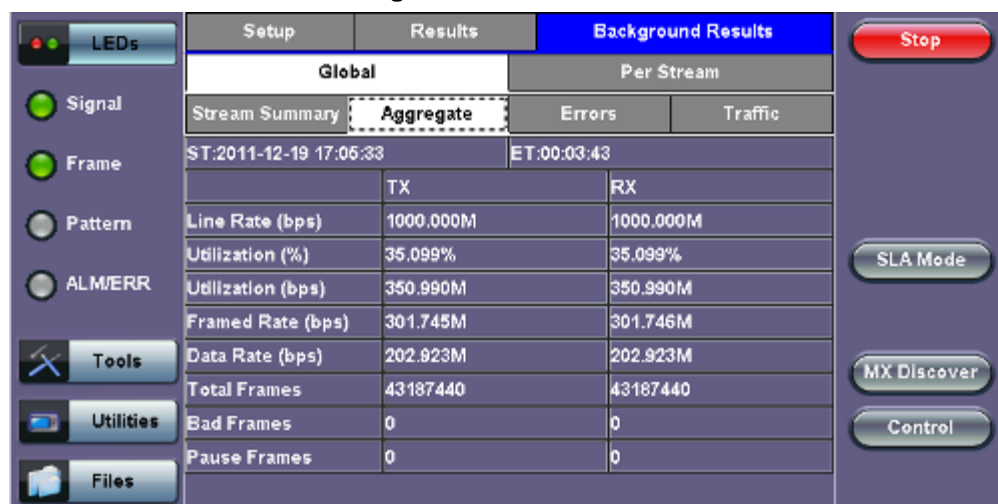 LEDs
Signal
Frame
Pattern
ALM/ERR
Tools
Utilities
Files
Setup Results Background Results
Global Per Stream
Stream Summary Aggregate Errors Traffic
ST:2011-12-19 17:05:33 ET:00:03:43
TX RX
Line Rate (bps) 1000.000M 1000.000M
Utilization (%) 35.099% 35.099%
Utilization (bps) 350.990M 350.990M
Framed Rate (bps) 301.745M 301.746M
Data Rate (bps) 202.923M 202.923M
Total Frames 43187440 43187440
Bad Frames 0 0
Pause Frames 0 0
Stop
SLA Mode
MX Discover
Control